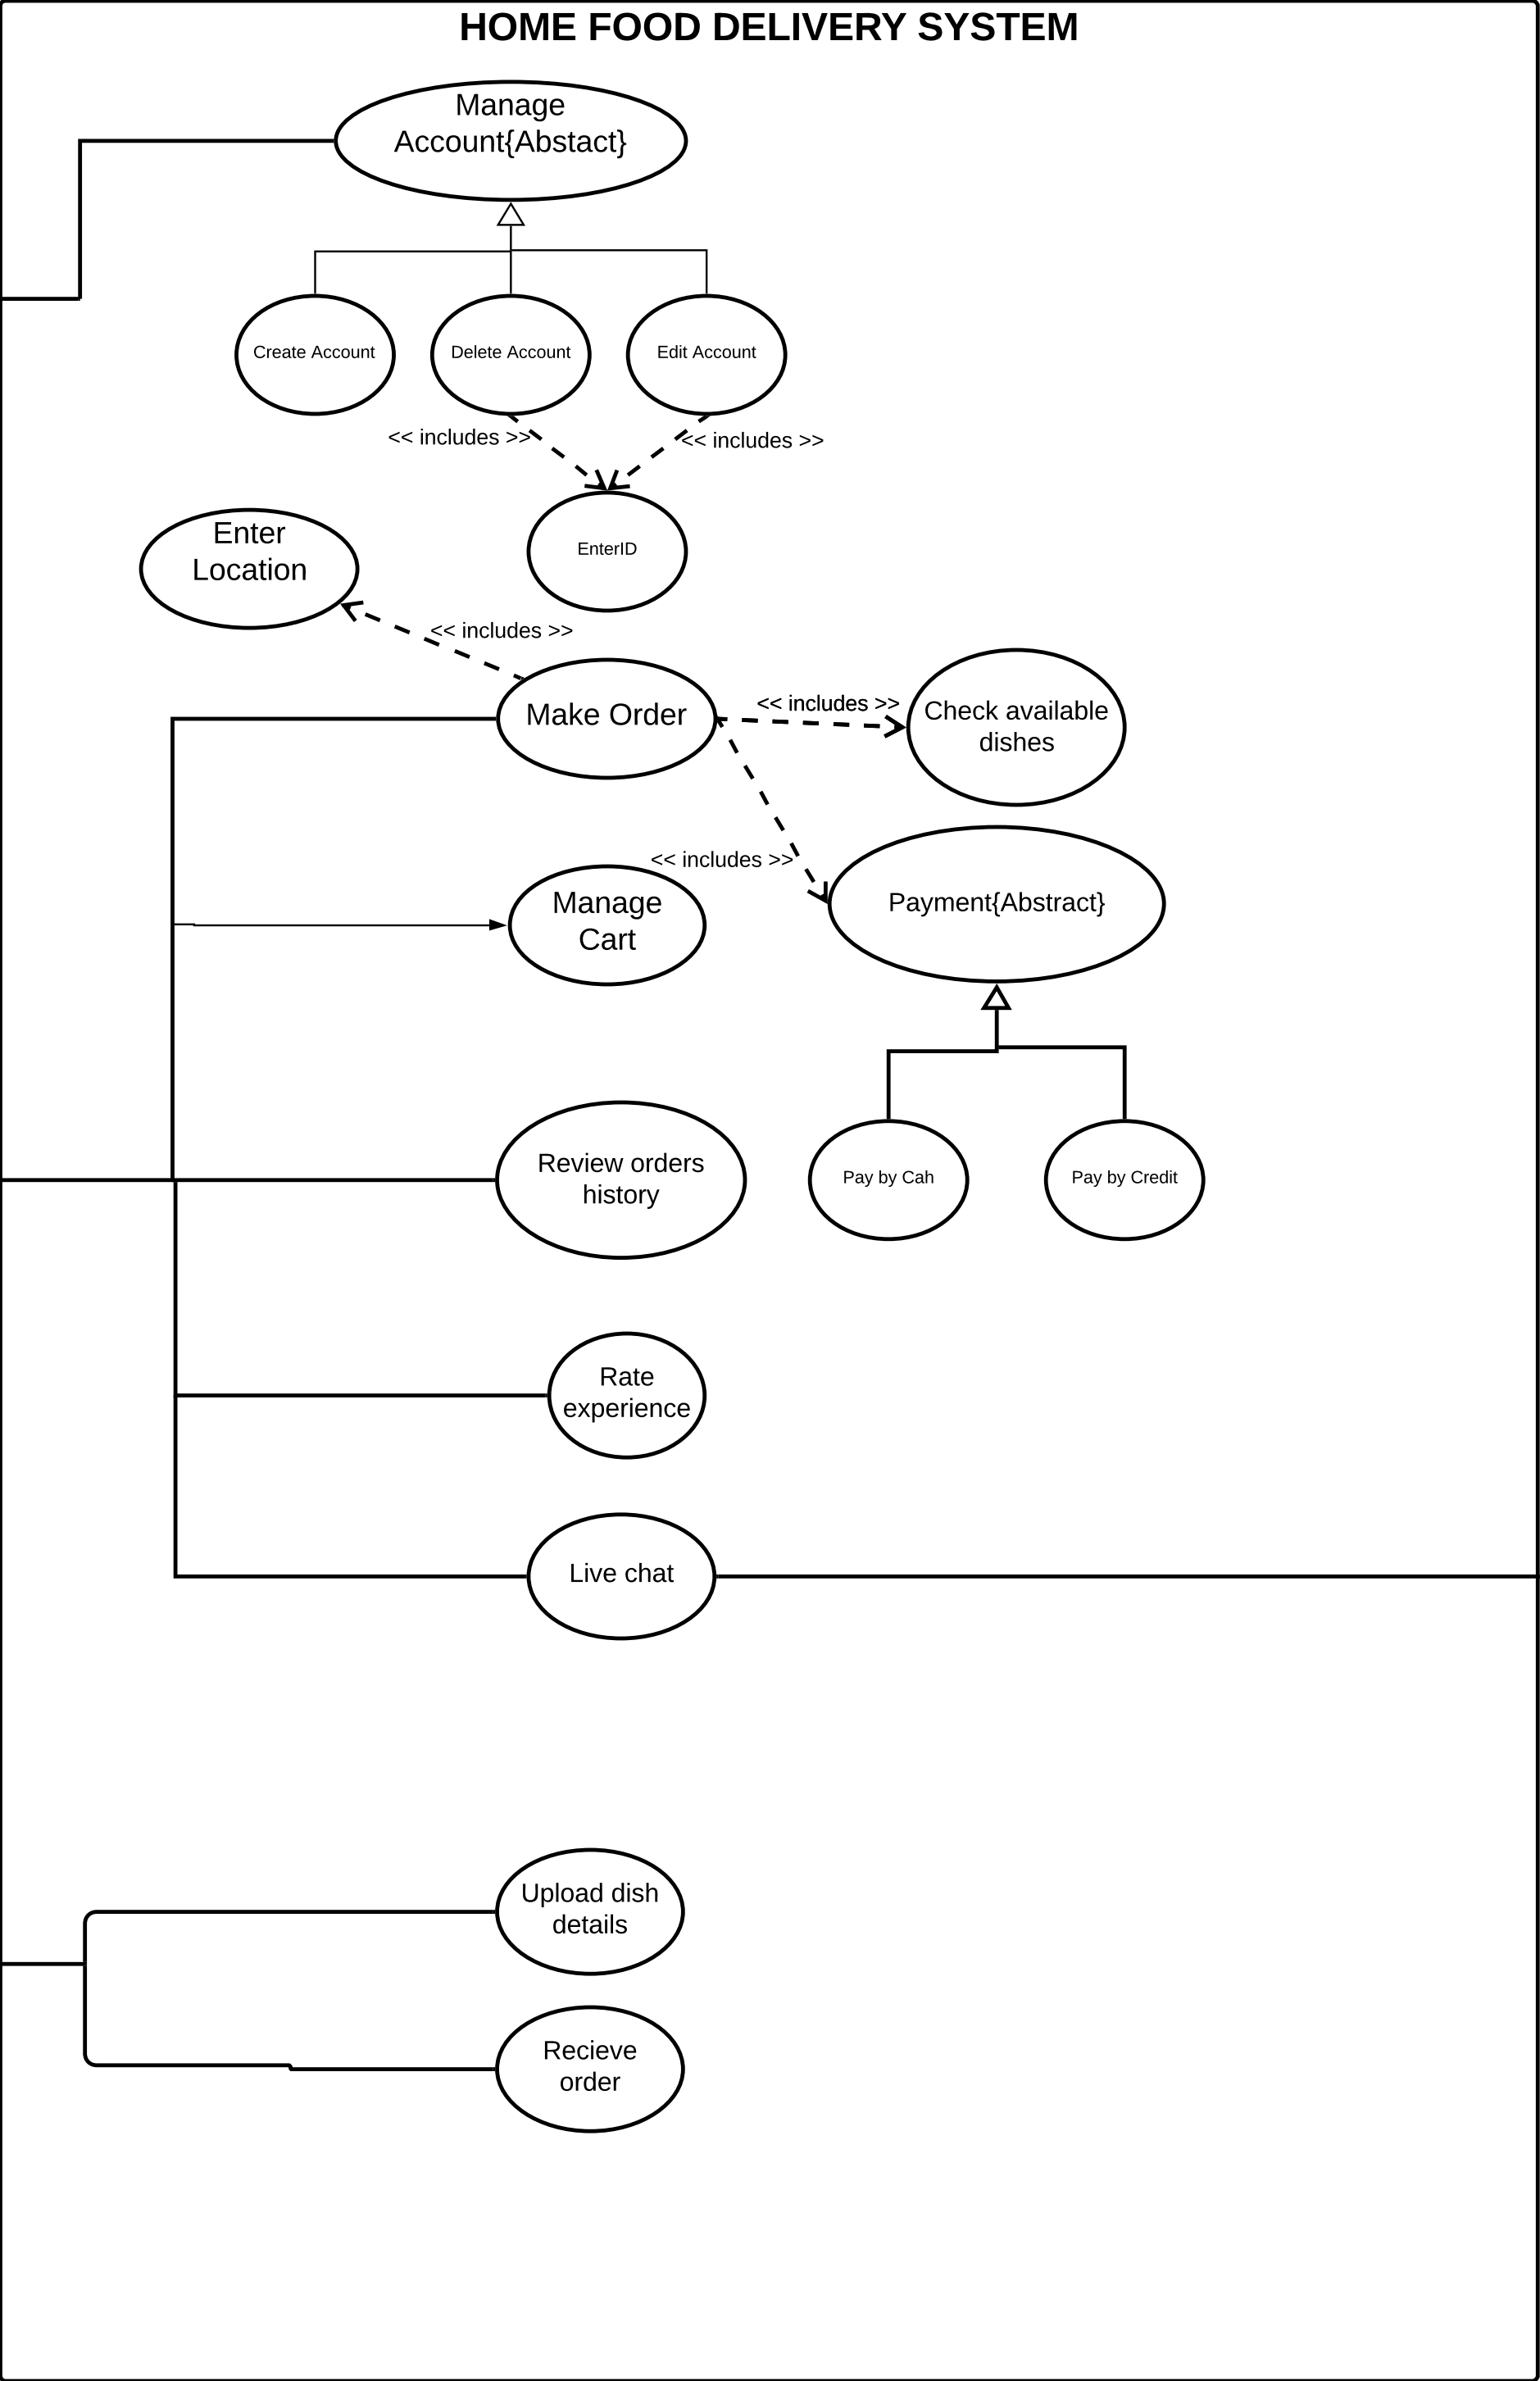 HOME FOOD DELIVERY SYSTEM
Manage
Account{Abstact}
Create Account
Delete Account
Edit Account
<< includes >>
<< includes >>
Enter
Location
EnterID
<< includes >>
Make Order
<< includes >>
Check available
dishes
<< includes >>
Manage
Cart
Payment{Abstract}
Review orders
history
Pay by Cah
Pay by Credit
Rate
experience
Live chat
Upload dish
details
Recieve
order